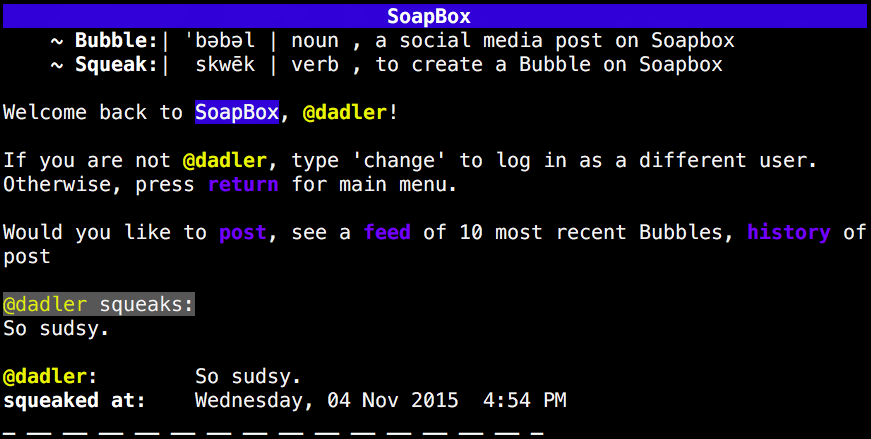 SoapBox
~ Bubble:| ˈbəbəl | noun , a social media post on Soapbox
~ Squeak:|  skwēk | verb , to create a Bubble on Soapbox
Welcome back to SoapBox, @dadler!
If you are not @dadler, type 'change' to log in as a different user.
Otherwise, press return for main menu.
Would you like to post, see a feed of 10 most recent Bubbles, history of
post
@dadler squeaks:
So sudsy.
@dadler:        So sudsy.
squeaked at:    Wednesday, 04 Nov 2015  4:54 PM
_ __ __ __ __ __ __ __ __ __ __ __ __ __ __ _